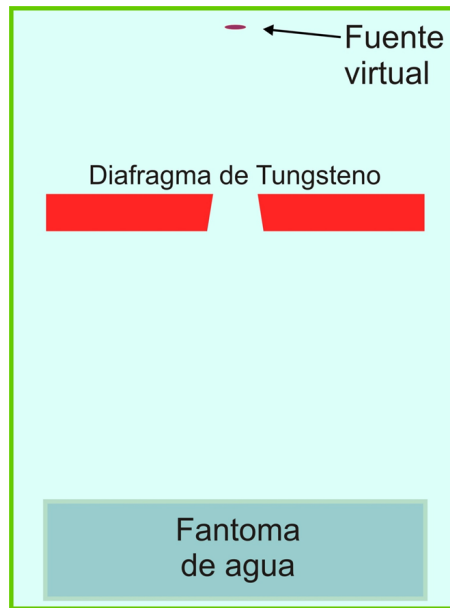 Fuente
virtual
Diafragma de Tungsteno
Fantoma
de agua